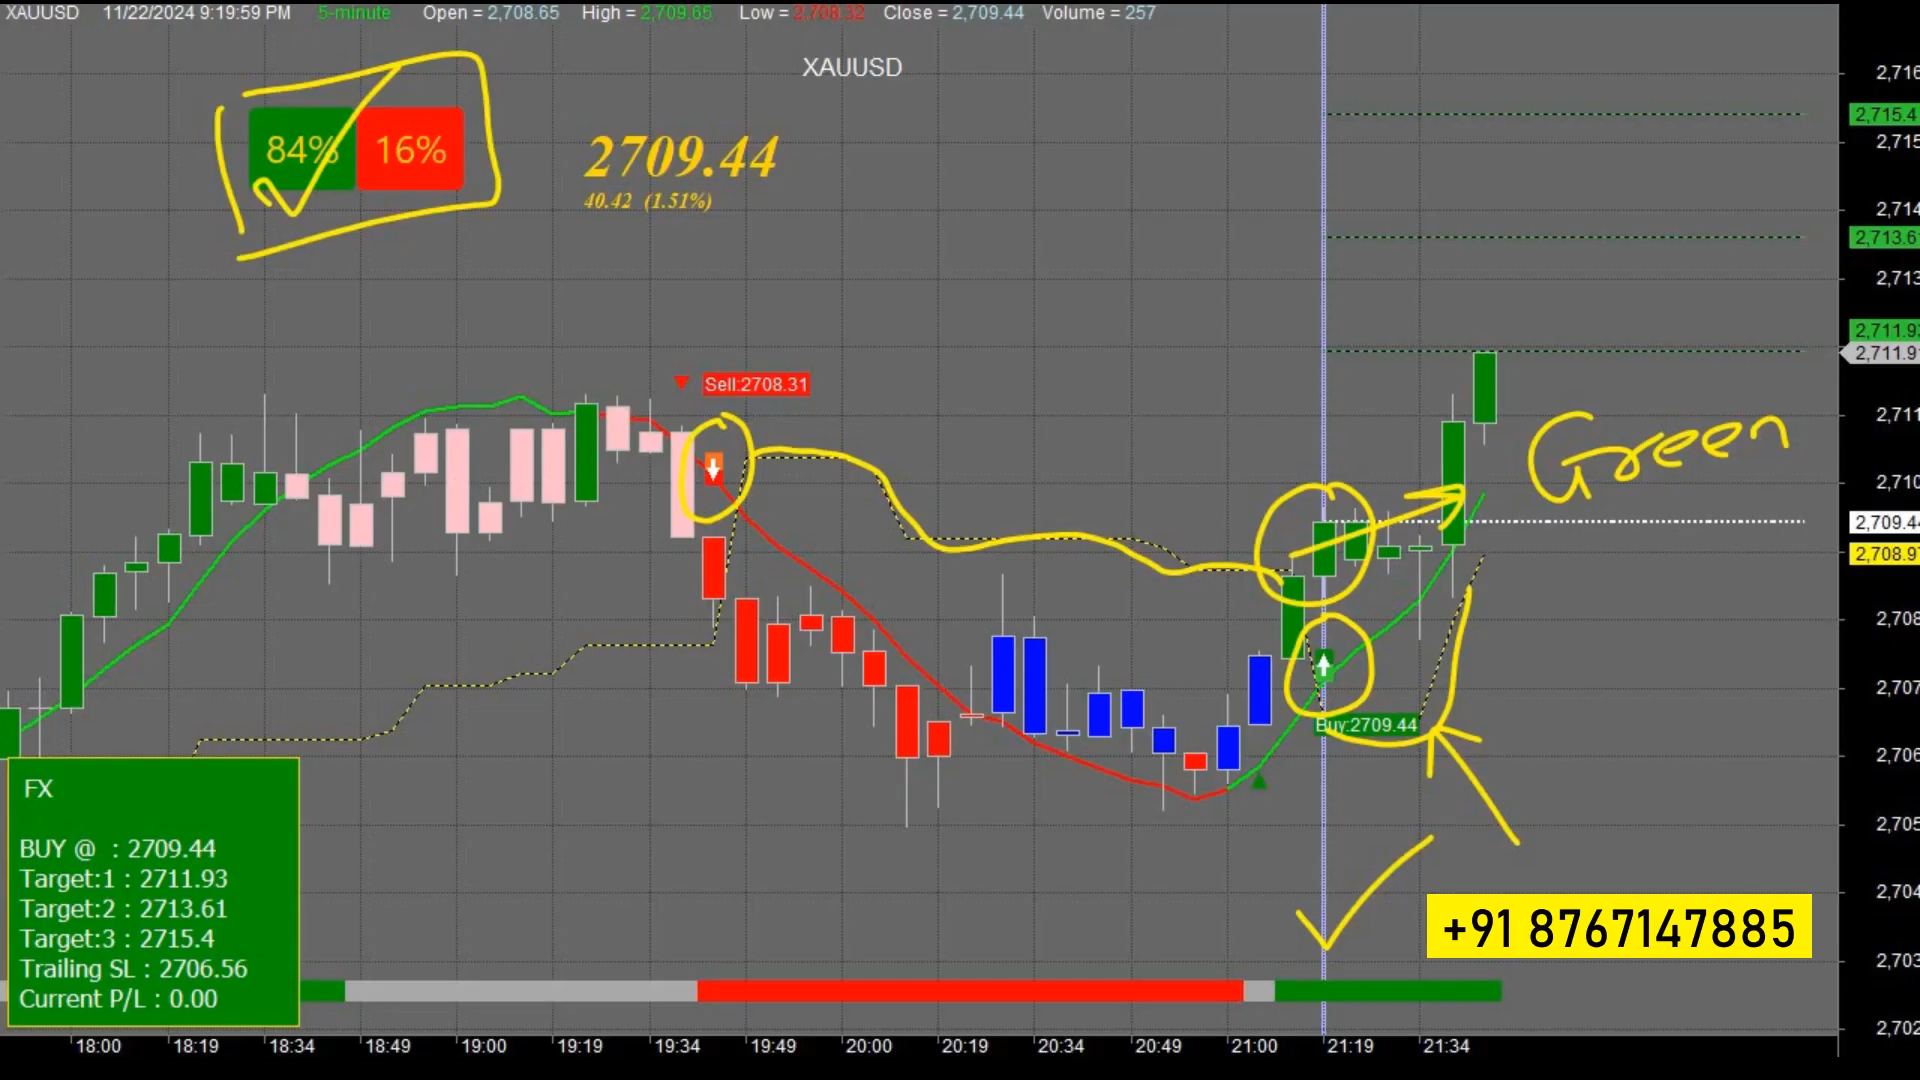 XAUUSD 11/22/2024 9:19:59 PM 5-minute Open = 2,708.65 High = 2,709.65 Low = 2,708.32 Close = 2,709.44 Volume = 257
XAUUSD
84% 16%
2709.44
40.42 (1.51%)
Sell:2708.31
Green
Buy:2709.44
FX
BUY @ : 2709.44
Target:1 : 2711.93
Target:2 : 2713.61
Target:3 : 2715.4
Trailing SL : 2706.56
Current P/L : 0.00
+91 8767147885
2,716
2,715.4
2,715
2,714
2,713.61
2,713
2,711.93
2,711.91
2,711
2,710
2,709.44
2,708.97
2,708
2,707
2,706
2,705
2,704
2,703
2,702
18:00 18:19 18:34 18:49 19:00 19:19 19:34 19:49 20:00 20:19 20:34 20:49 21:00 21:19 21:34